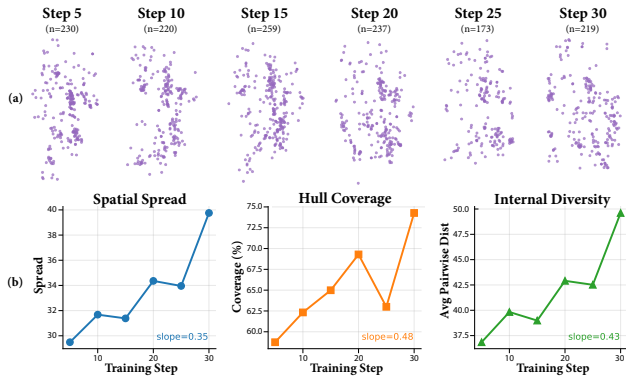 Step 5 Step 10 Step 15 Step 20 Step 25 Step 30
(n=230) (n=220) (n=259) (n=237) (n=173) (n=219)
(a)
(b)
Spatial Spread
Spread
40
38
36
34
32
30
slope=0.35
10 20 30
Training Step
Hull Coverage
Coverage (%)
75.0
72.5
70.0
67.5
65.0
62.5
60.0
slope=0.48
10 20 30
Training Step
Internal Diversity
Avg Pairwise Dist
50.0
47.5
45.0
42.5
40.0
37.5
slope=0.43
10 20 30
Training Step